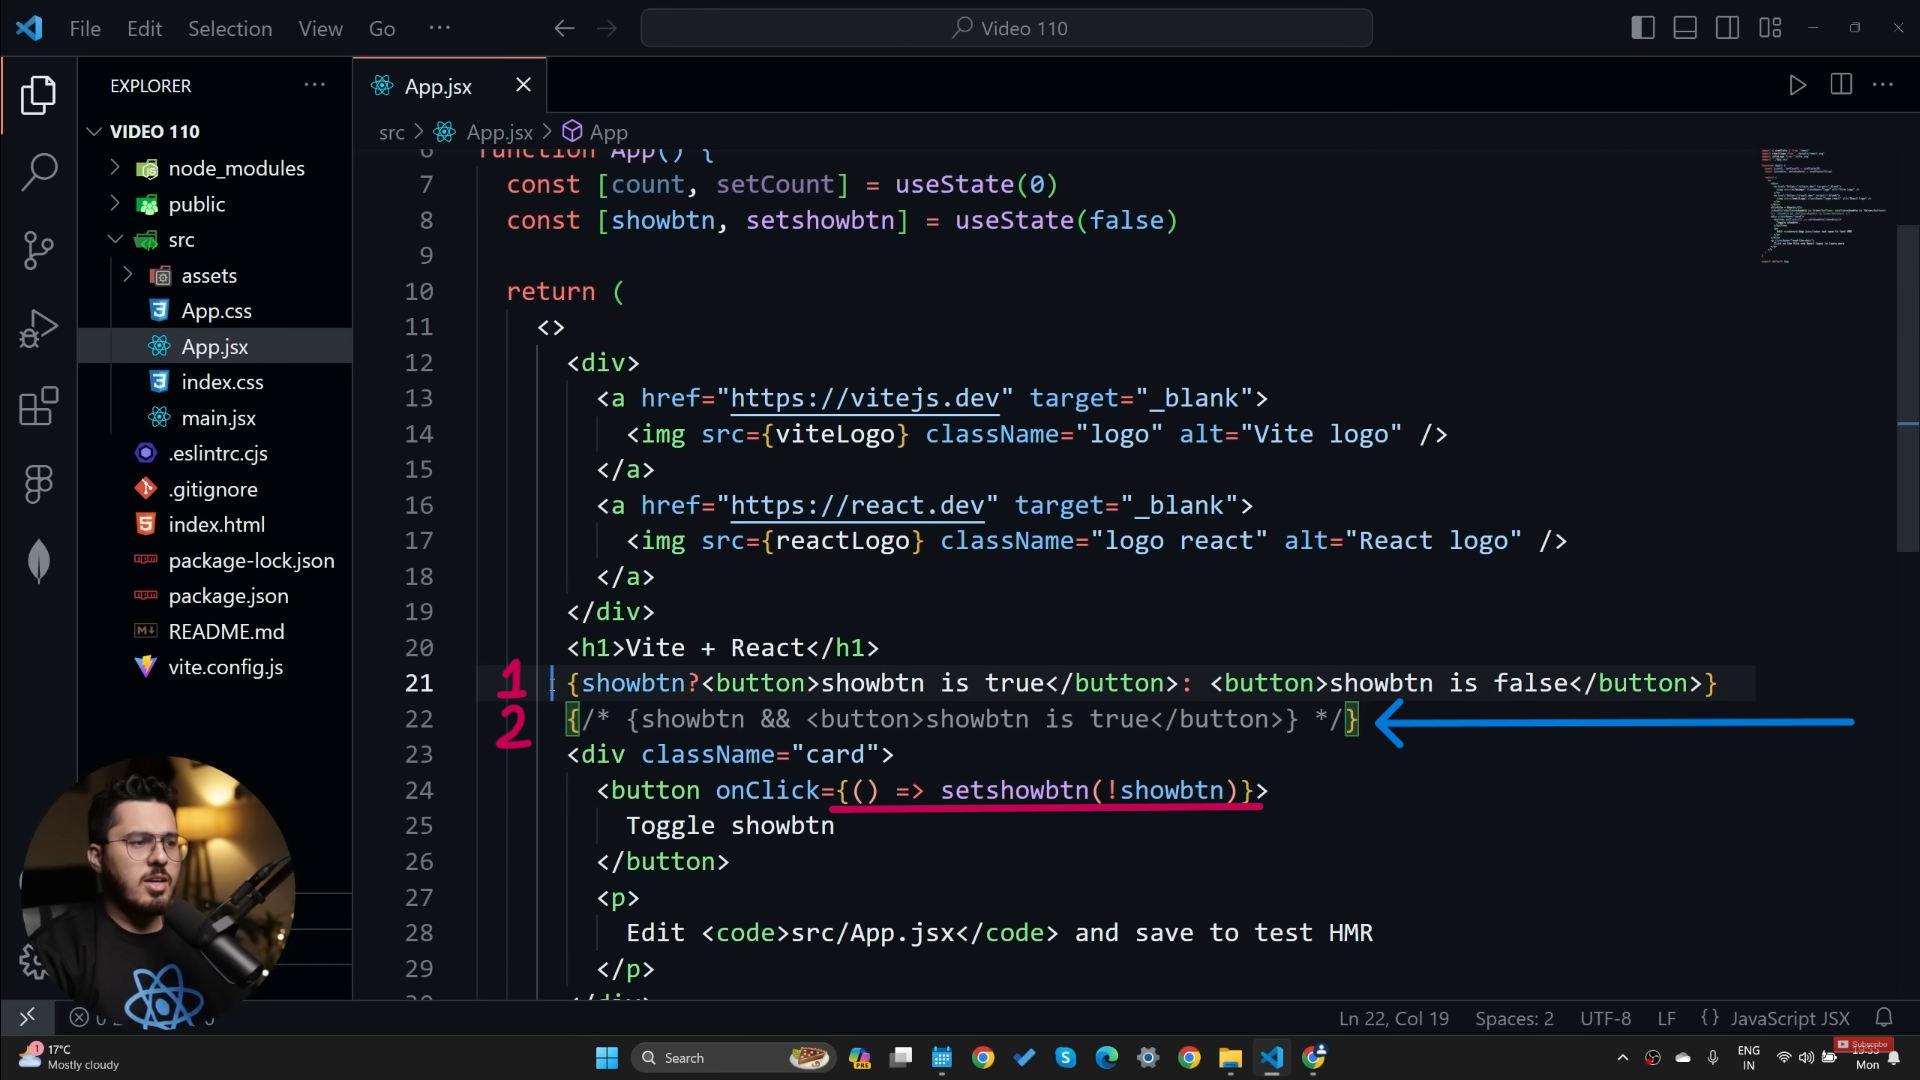 File Edit Selection View Go ···
Video 110
EXPLORER ···
VIDEO 110
node_modules
public
src
assets
App.css
App.jsx
index.css
main.jsx
.eslintrc.cjs
.gitignore
index.html
package-lock.json
package.json
README.md
vite.config.js
App.jsx
src > App.jsx > App
6 function App() {
7 const [count, setCount] = useState(0)
8 const [showbtn, setshowbtn] = useState(false)
9
10 return (
11 <>
12 <div>
13 <a href="https://vitejs.dev" target="_blank">
14 <img src={viteLogo} className="logo" alt="Vite logo" />
15 </a>
16 <a href="https://react.dev" target="_blank">
17 <img src={reactLogo} className="logo react" alt="React logo" />
18 </a>
19 </div>
20 <h1>Vite + React</h1>
21 1 {showbtn?<button>showbtn is true</button>: <button>showbtn is false</button>}
22 2 {/* {showbtn && <button>showbtn is true</button>} */}
23 <div className="card">
24 <button onClick={() => setshowbtn(!showbtn)}>
25 Toggle showbtn
26 </button>
27 <p>
28 Edit <code>src/App.jsx</code> and save to test HMR
29 </p>
Ln 22, Col 19 Spaces: 2 UTF-8 LF {} JavaScript JSX
1
17°C
Mostly cloudy
Search
PRE
ENG
IN
Subscribe
Mon